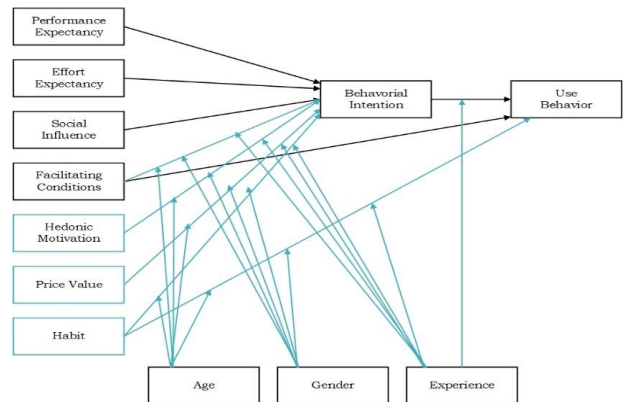 Performance
Expectancy
Effort
Expectancy
Social
Influence
Facilitating
Conditions
Hedonic
Motivation
Price Value
Habit
Behavorial
Intention
Use
Behavior
Age
Gender
Experience